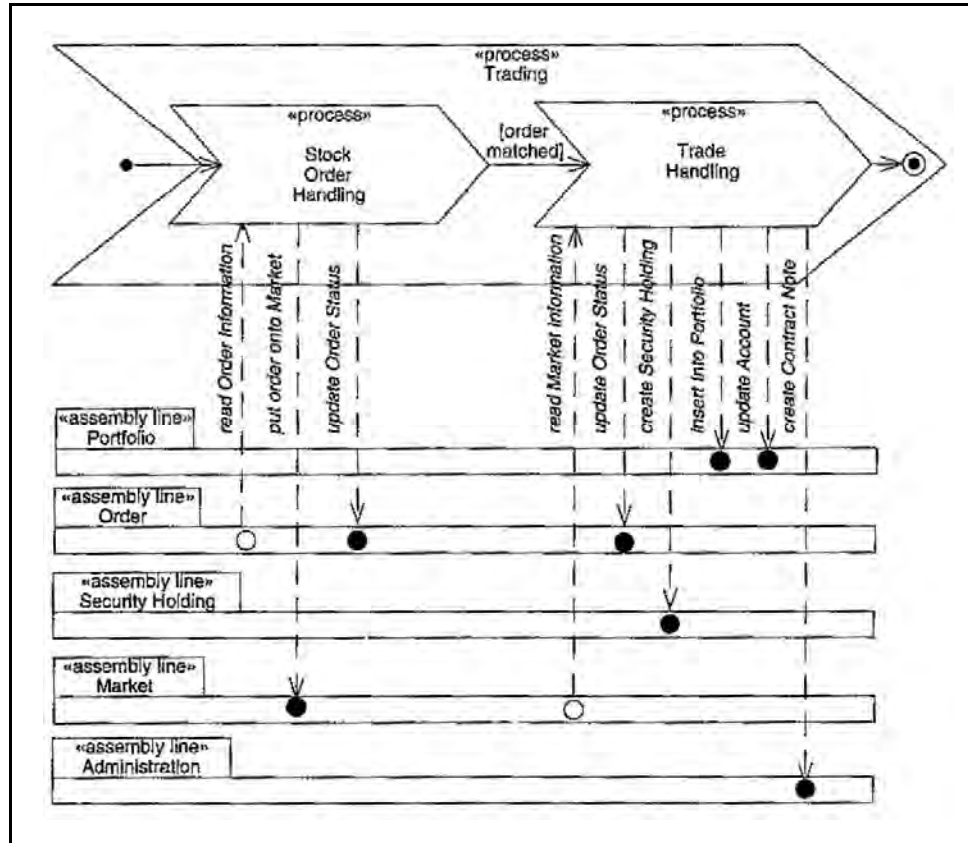 «process»
Trading
«process»
Stock
Order
Handling
[order
matched]
«process»
Trade
Handling
read Order Information
put order onto Market
update Order Status
read Market Information
update Order Status
create Security Holding
insert Into Portfolio
update Account
create Contract Note
«assembly line»
Portfolio
«assembly line»
Order
«assembly line»
Security Holding
«assembly line»
Market
«assembly line»
Administration